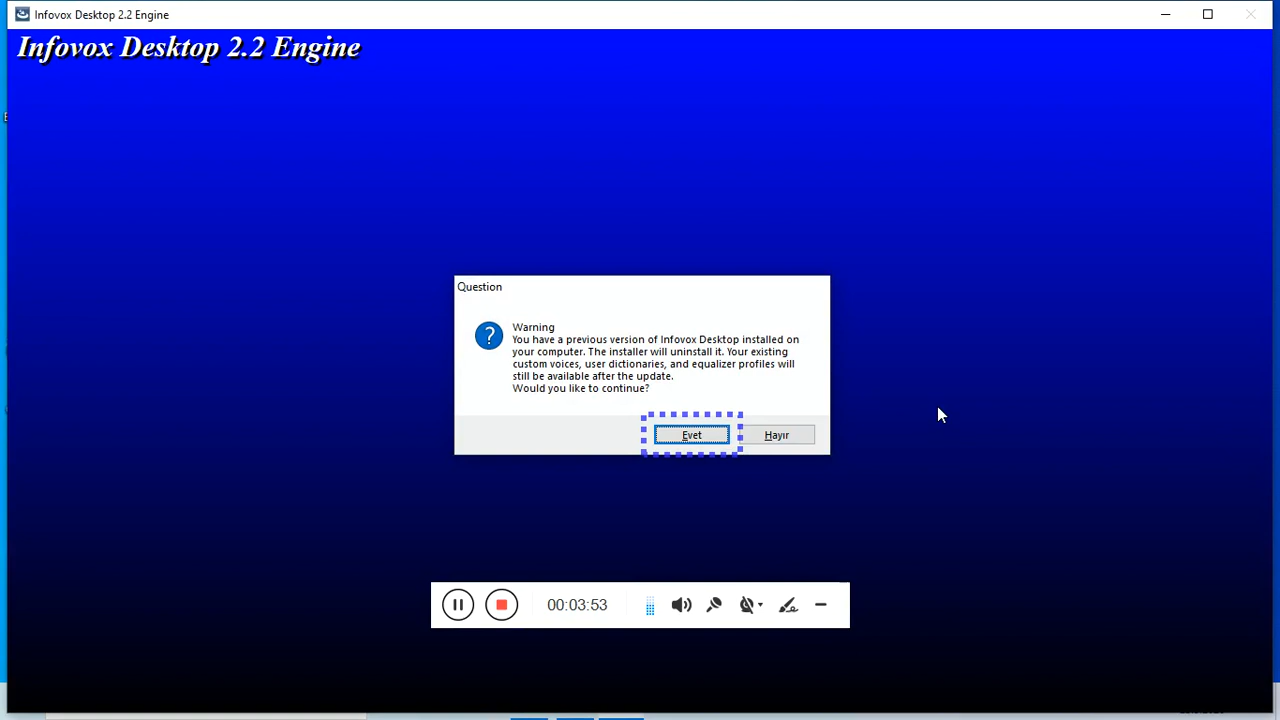 Infovox Desktop 2.2 Engine
Infovox Desktop 2.2 Engine
Question
Warning
You have a previous version of Infovox Desktop installed on
your computer. The installer will uninstall it. Your existing
custom voices, user dictionaries, and equalizer profiles will
still be available after the update.
Would you like to continue?
Evet
Hayır
00:03:53